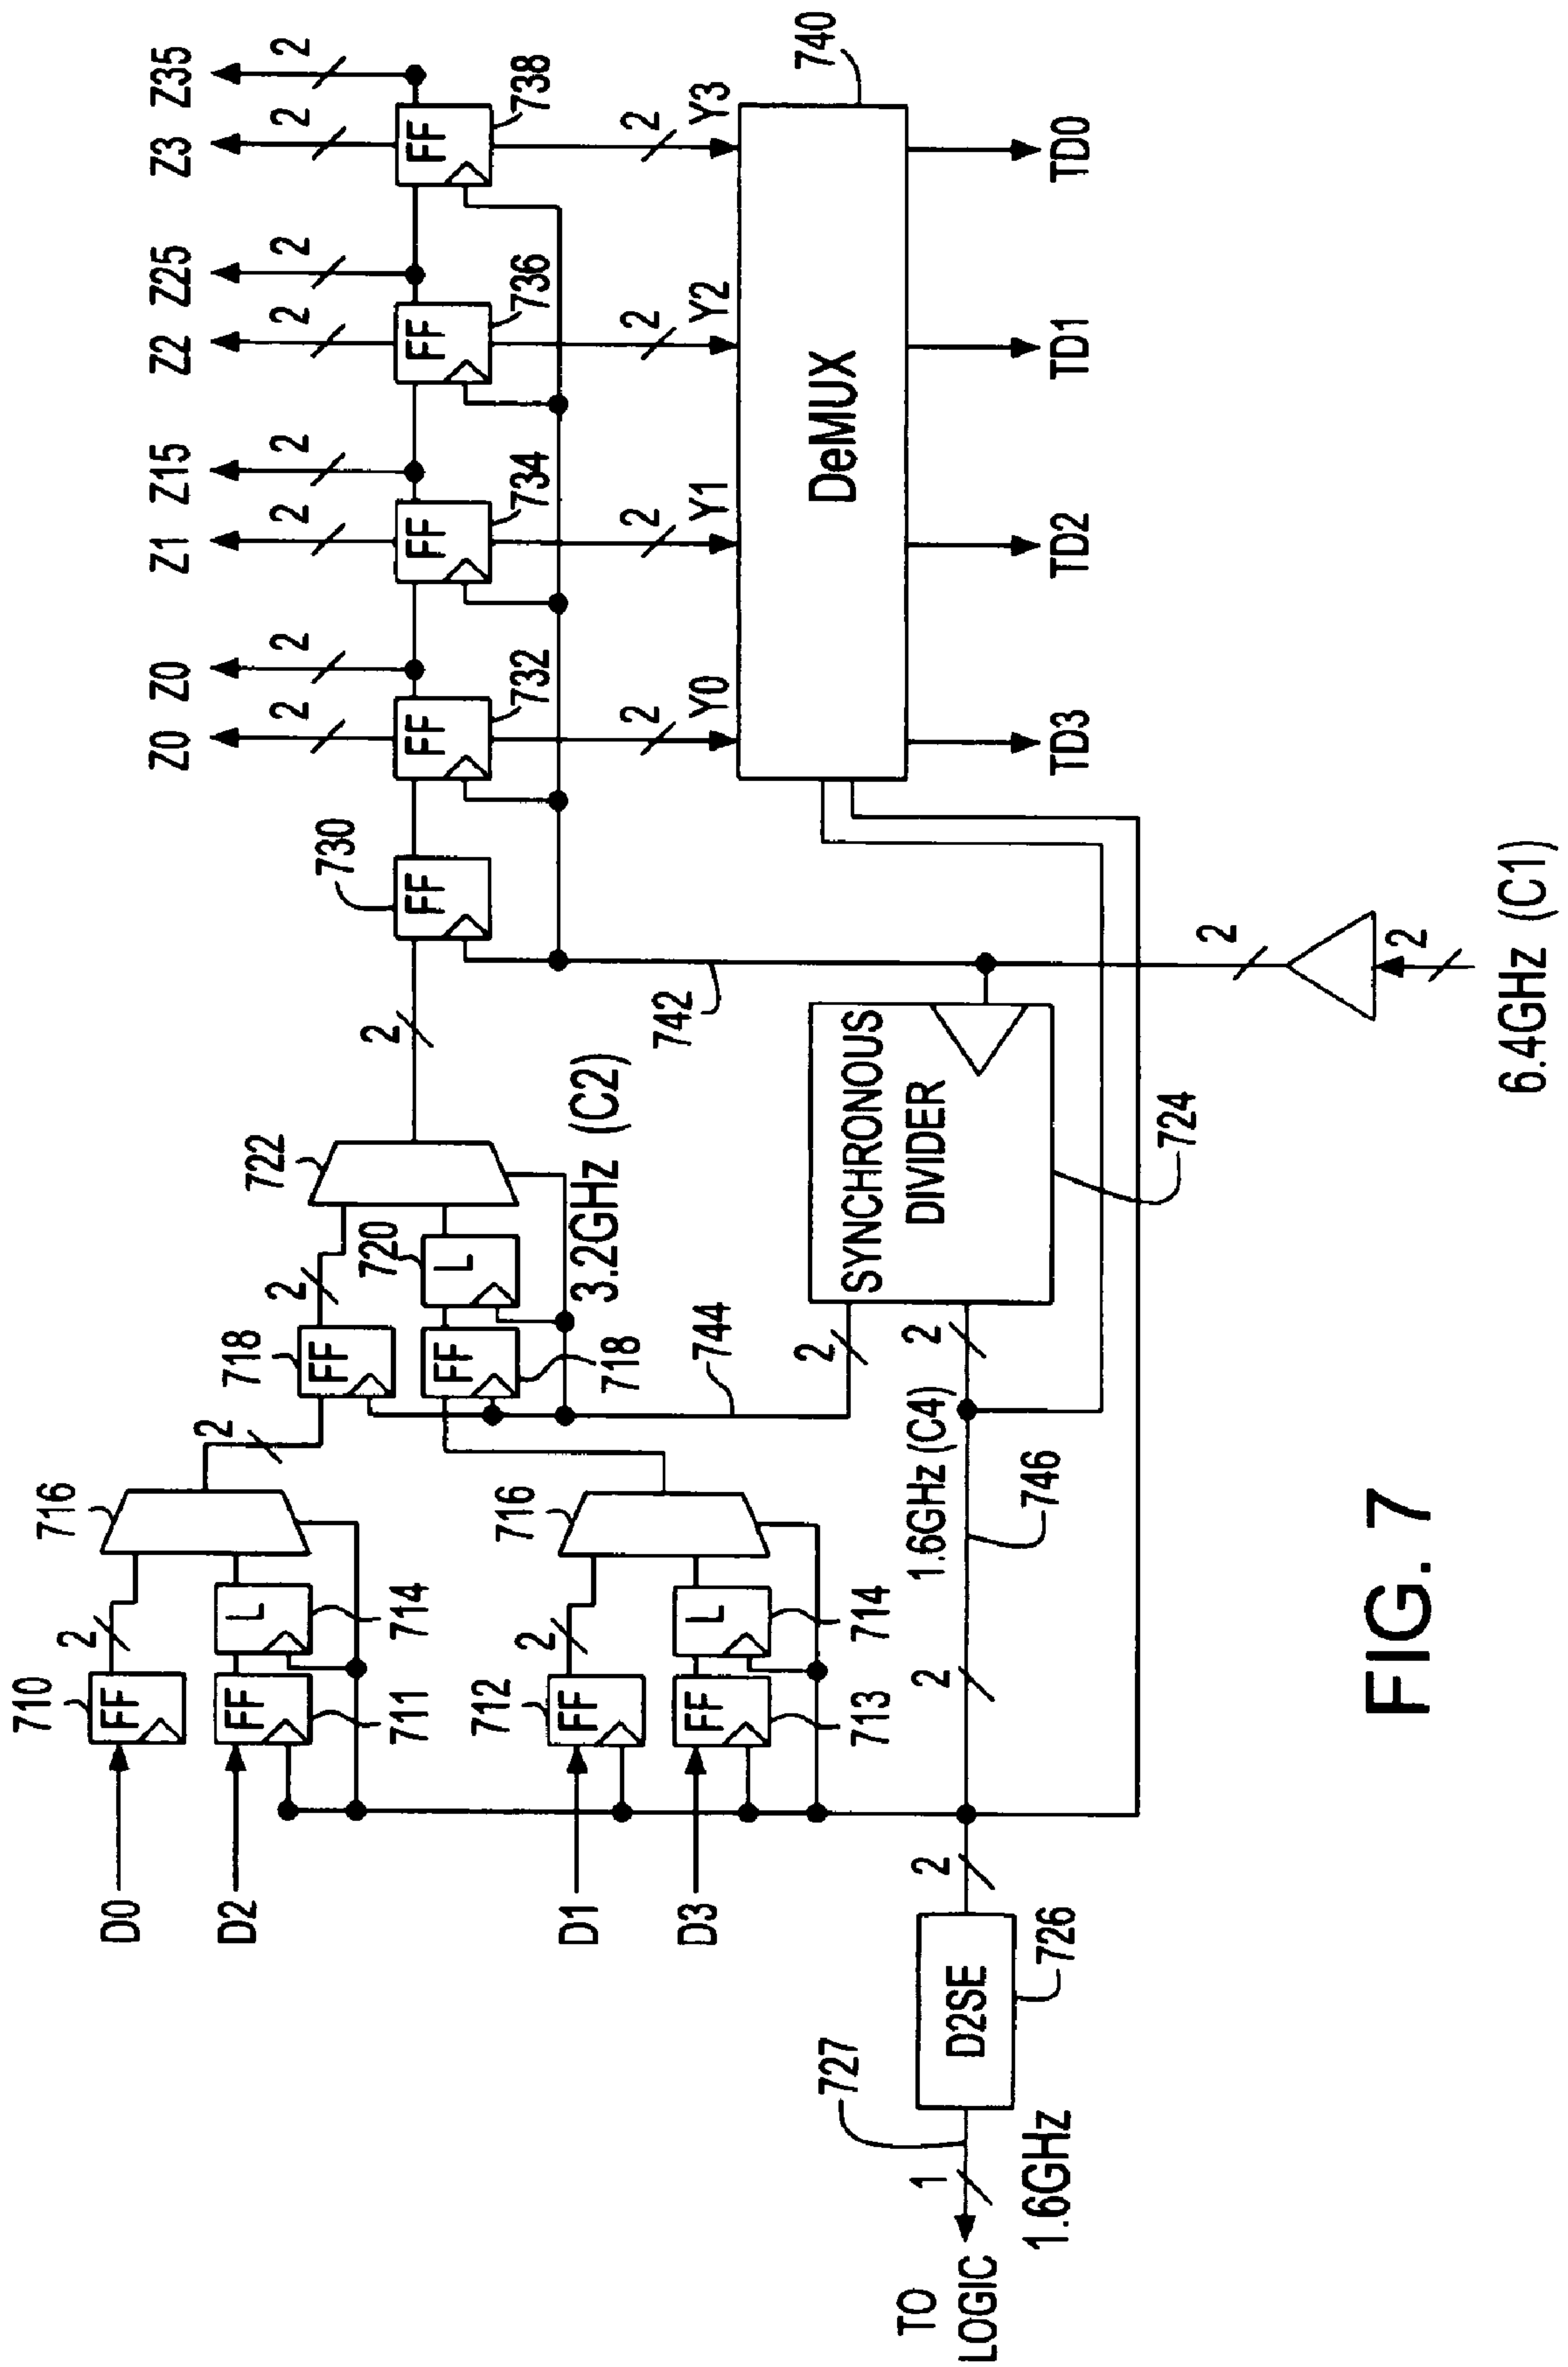 D0
D2
D1
D3
710
FF
2
716
711
FF
L
714
2
718
FF
2
722
718
FF
720
L
712
FF
2
716
713
FF
L
714
3.2GHz (C2)
744
2
730
FF
Z0
2
Z0
2
Z1
2
Z15
2
Z2
2
Z25
2
Z3
2
Z35
2
FF
732
FF
734
FF
736
FF
738
2
Y0
2
Y1
2
Y2
2
Y3
DeMUX
740
TD3
TD2
TD1
TD0
742
SYNCHRONOUS
DIVIDER
724
2
2
1.6GHz (C4)
746
2
2
D2SE
726
727
1
TO
LOGIC
1.6GHz
2
2
6.4GHz (C1)
FIG. 7